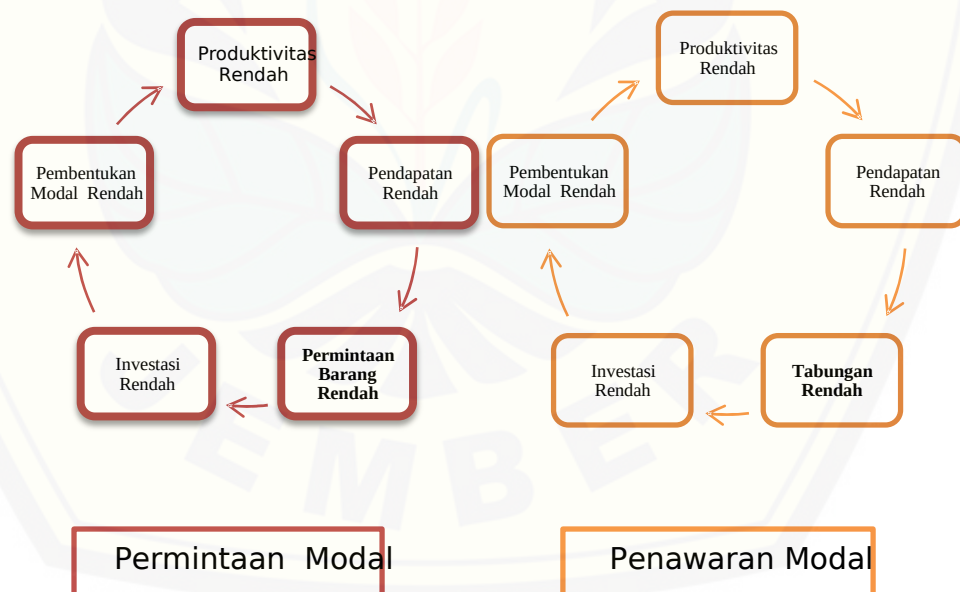 Produktivitas
Rendah
Pendapatan
Rendah
Permintaan
Barang
Rendah
Investasi
Rendah
Pembentukan
Modal Rendah
Permintaan Modal
Produktivitas
Rendah
Pendapatan
Rendah
Tabungan
Rendah
Investasi
Rendah
Pembentukan
Modal Rendah
Penawaran Modal
EMBER